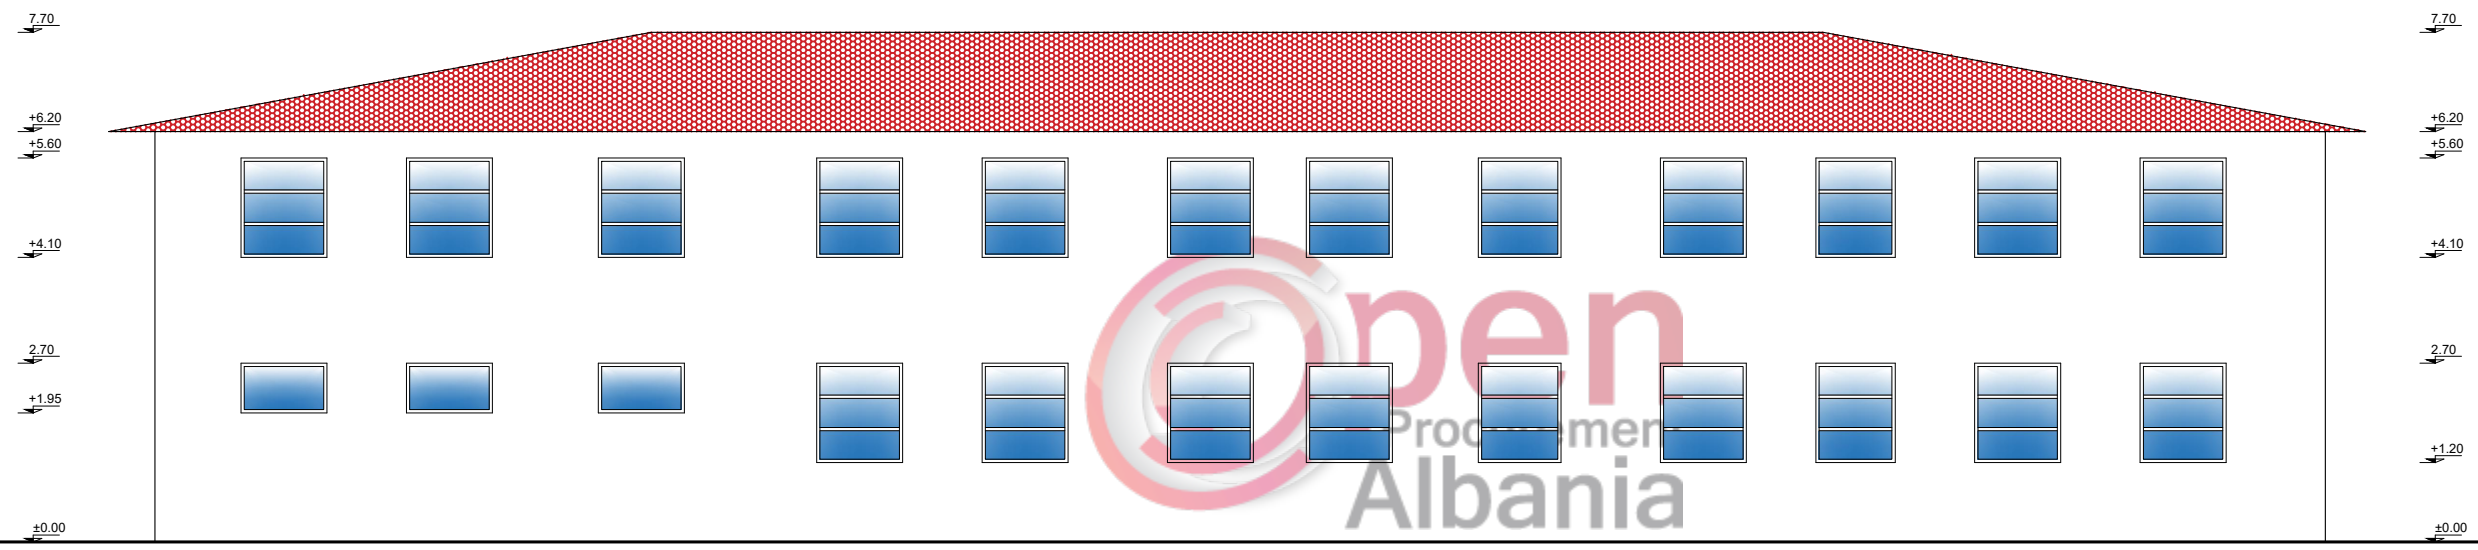 7.70 7.70
+6.20 +6.20
+5.60 +5.60
+4.10 +4.10
2.70 2.70
+1.95
+1.20
±0.00 ±0.00
Open
Procurement
Albania